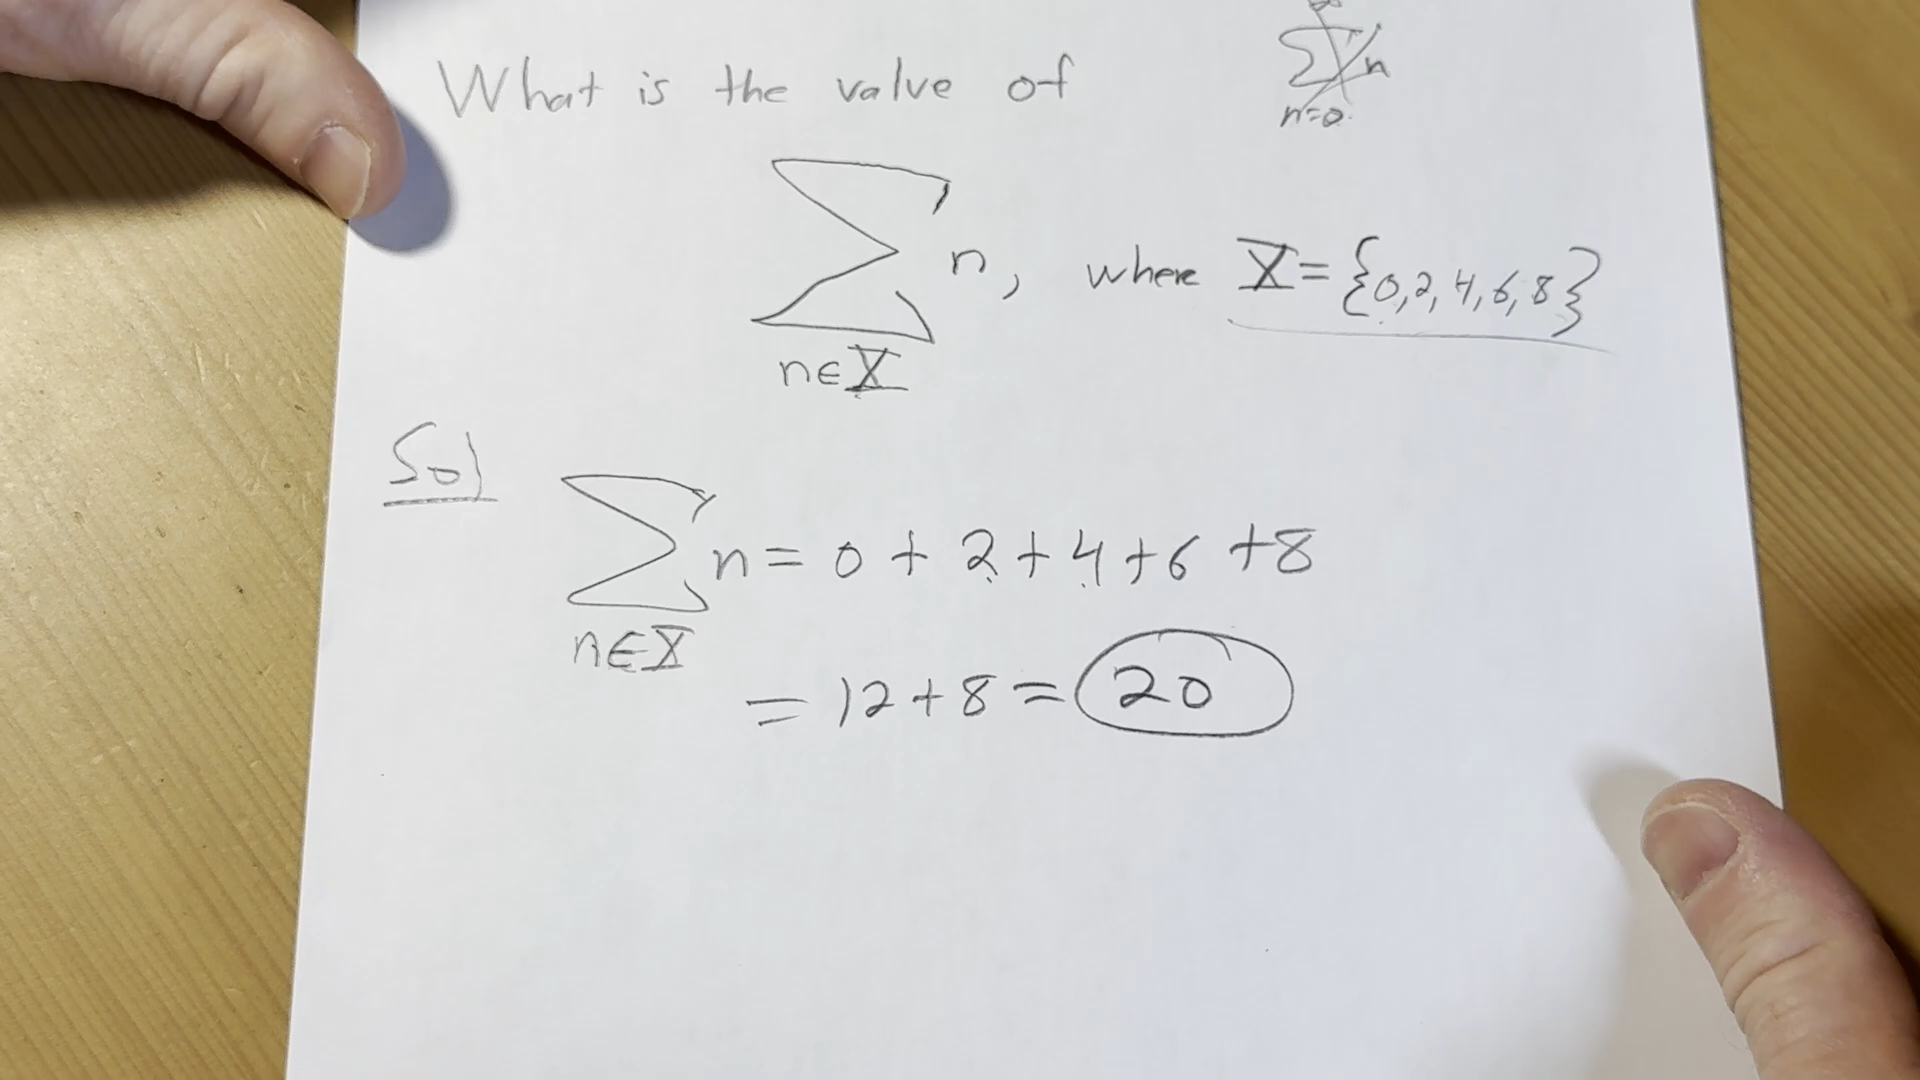 What is the value of
∑ n
n=0
∑ n, where X = {0,2,4,6,8}
n∈X
Sol
∑ n = 0 + 2 + 4 + 6 + 8
n∈X
= 12 + 8 = 20